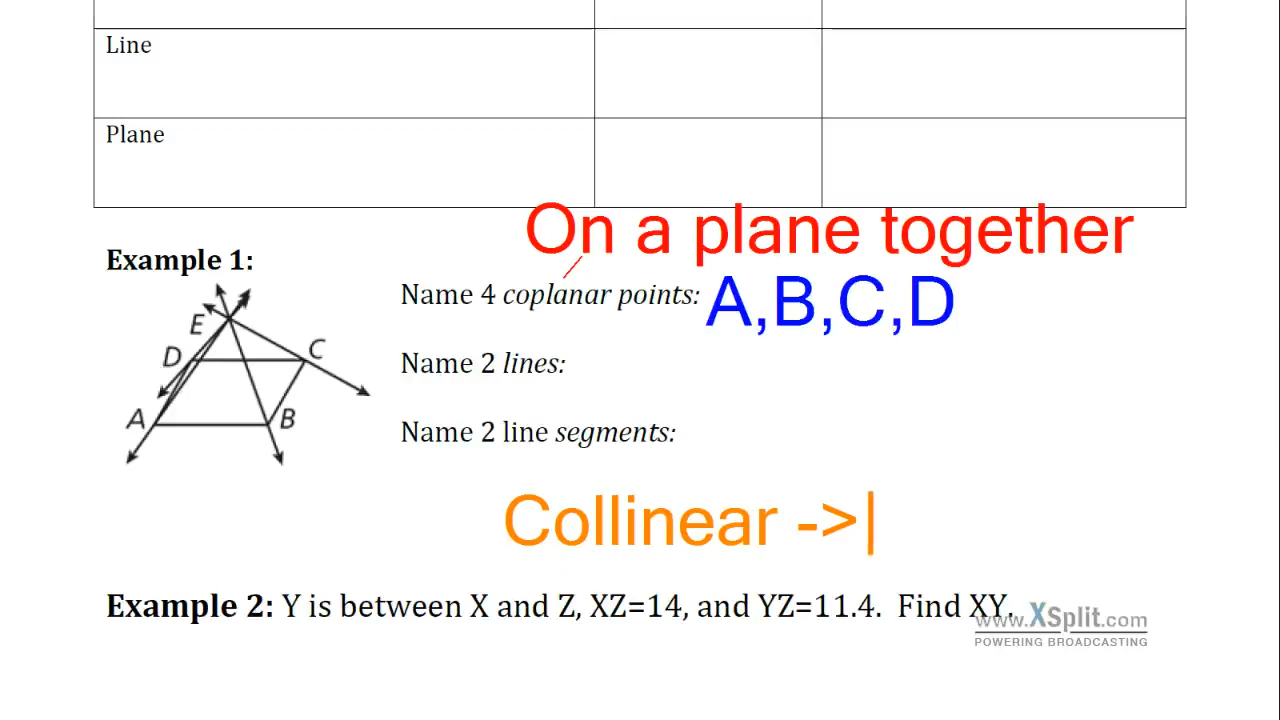 Line
Plane
On a plane together
Example 1:
Name 4 coplanar points: A,B,C,D
E
D
C
Name 2 lines:
A
B
Name 2 line segments:
Collinear ->|
Example 2: Y is between X and Z, XZ=14, and YZ=11.4. Find XY.
www.XSplit.com
POWERING BROADCASTING